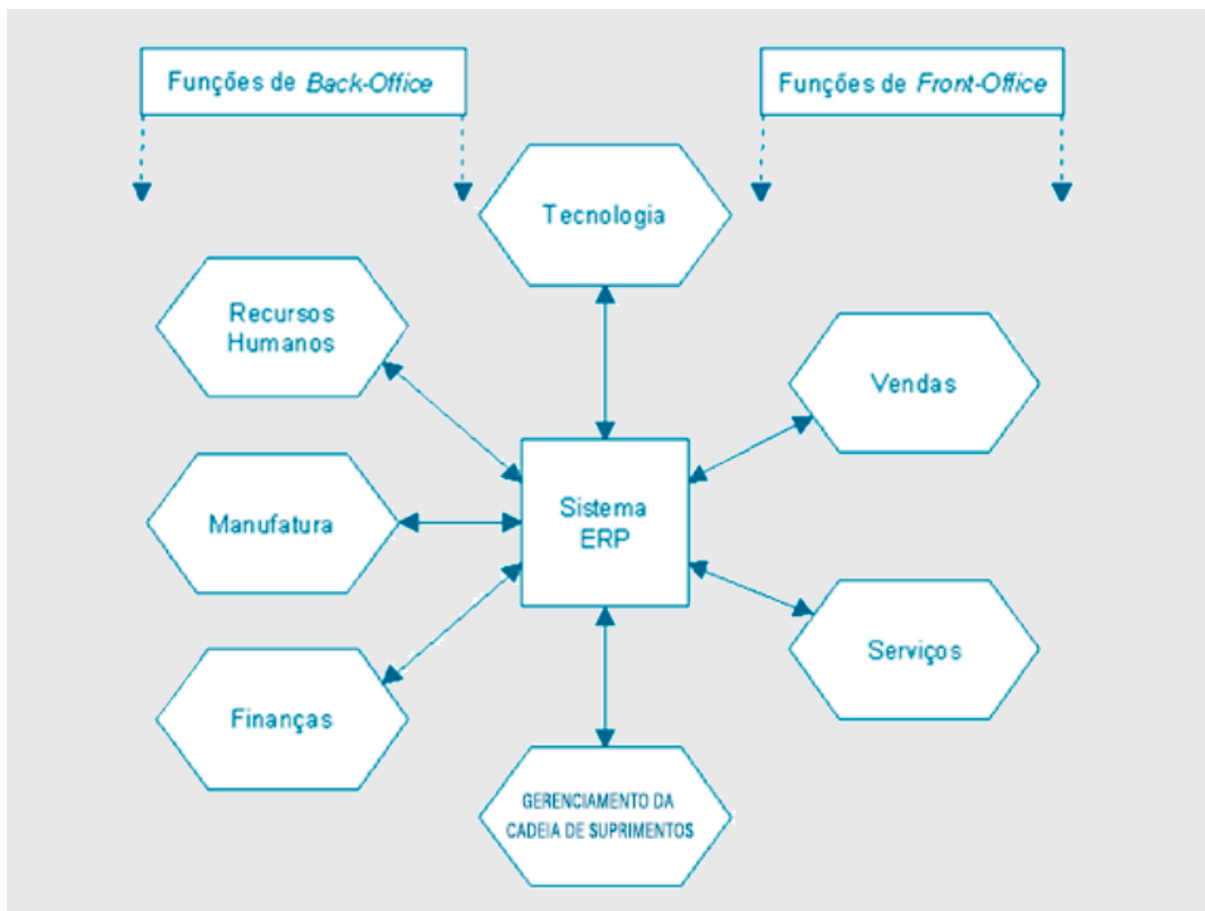 Funções de Back-Office
Funções de Front-Office
Tecnologia
Recursos
Humanos
Vendas
Manufatura
Sistema
ERP
Serviços
Finanças
GERENCIAMENTO DA
CADEIA DE SUPRIMENTOS